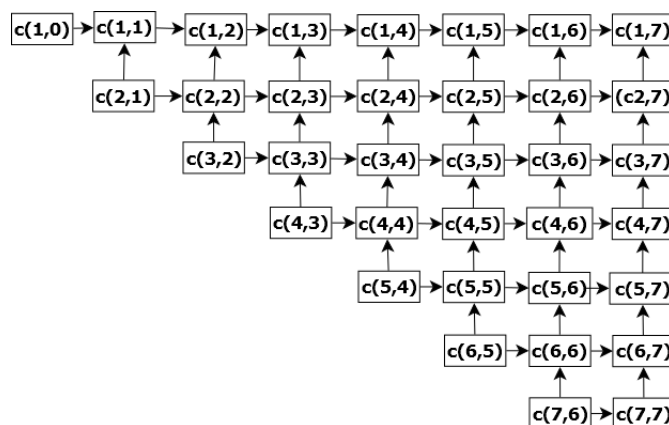 c(1,0) c(1,1) c(1,2) c(1,3) c(1,4) c(1,5) c(1,6) c(1,7)
c(2,1) c(2,2) c(2,3) c(2,4) c(2,5) c(2,6) (c2,7)
c(3,2) c(3,3) c(3,4) c(3,5) c(3,6) c(3,7)
c(4,3) c(4,4) c(4,5) c(4,6) c(4,7)
c(5,4) c(5,5) c(5,6) c(5,7)
c(6,5) c(6,6) c(6,7)
c(7,6) c(7,7)